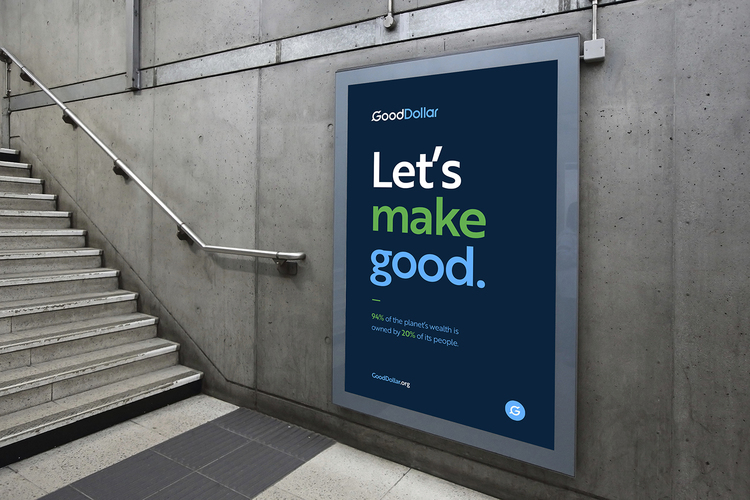 GoodDollar
Let's
make
good.
94% of the planet's wealth is
owned by 20% of its people.
GoodDollar.org
G